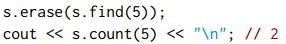 s.erase(s.find(5));
cout << s.count(5) << "\n"; // 2